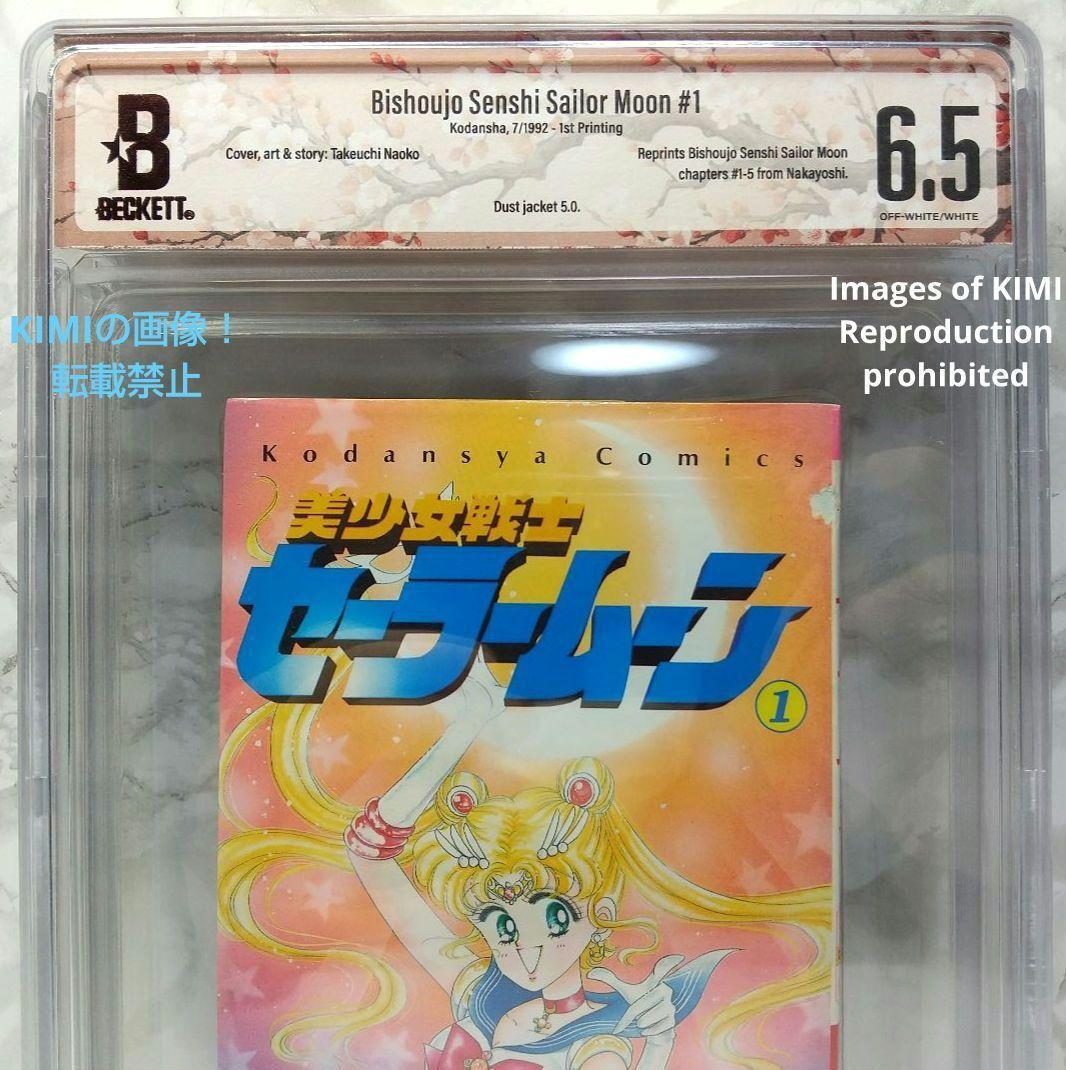 Bishoujo Senshi Sailor Moon #1
Kodansha, 7/1992 - 1st Printing
Cover, art & story: Takeuchi Naoko
Reprints Bishoujo Senshi Sailor Moon
chapters #1-5 from Nakayoshi.
Dust jacket 5.0.
B
BECKETT®
6.5
OFF-WHITE/WHITE
KIMIの画像！
転載禁止
Images of KIMI
Reproduction
prohibited
Kodansya Comics
美少女戦士
セーラームーン
1